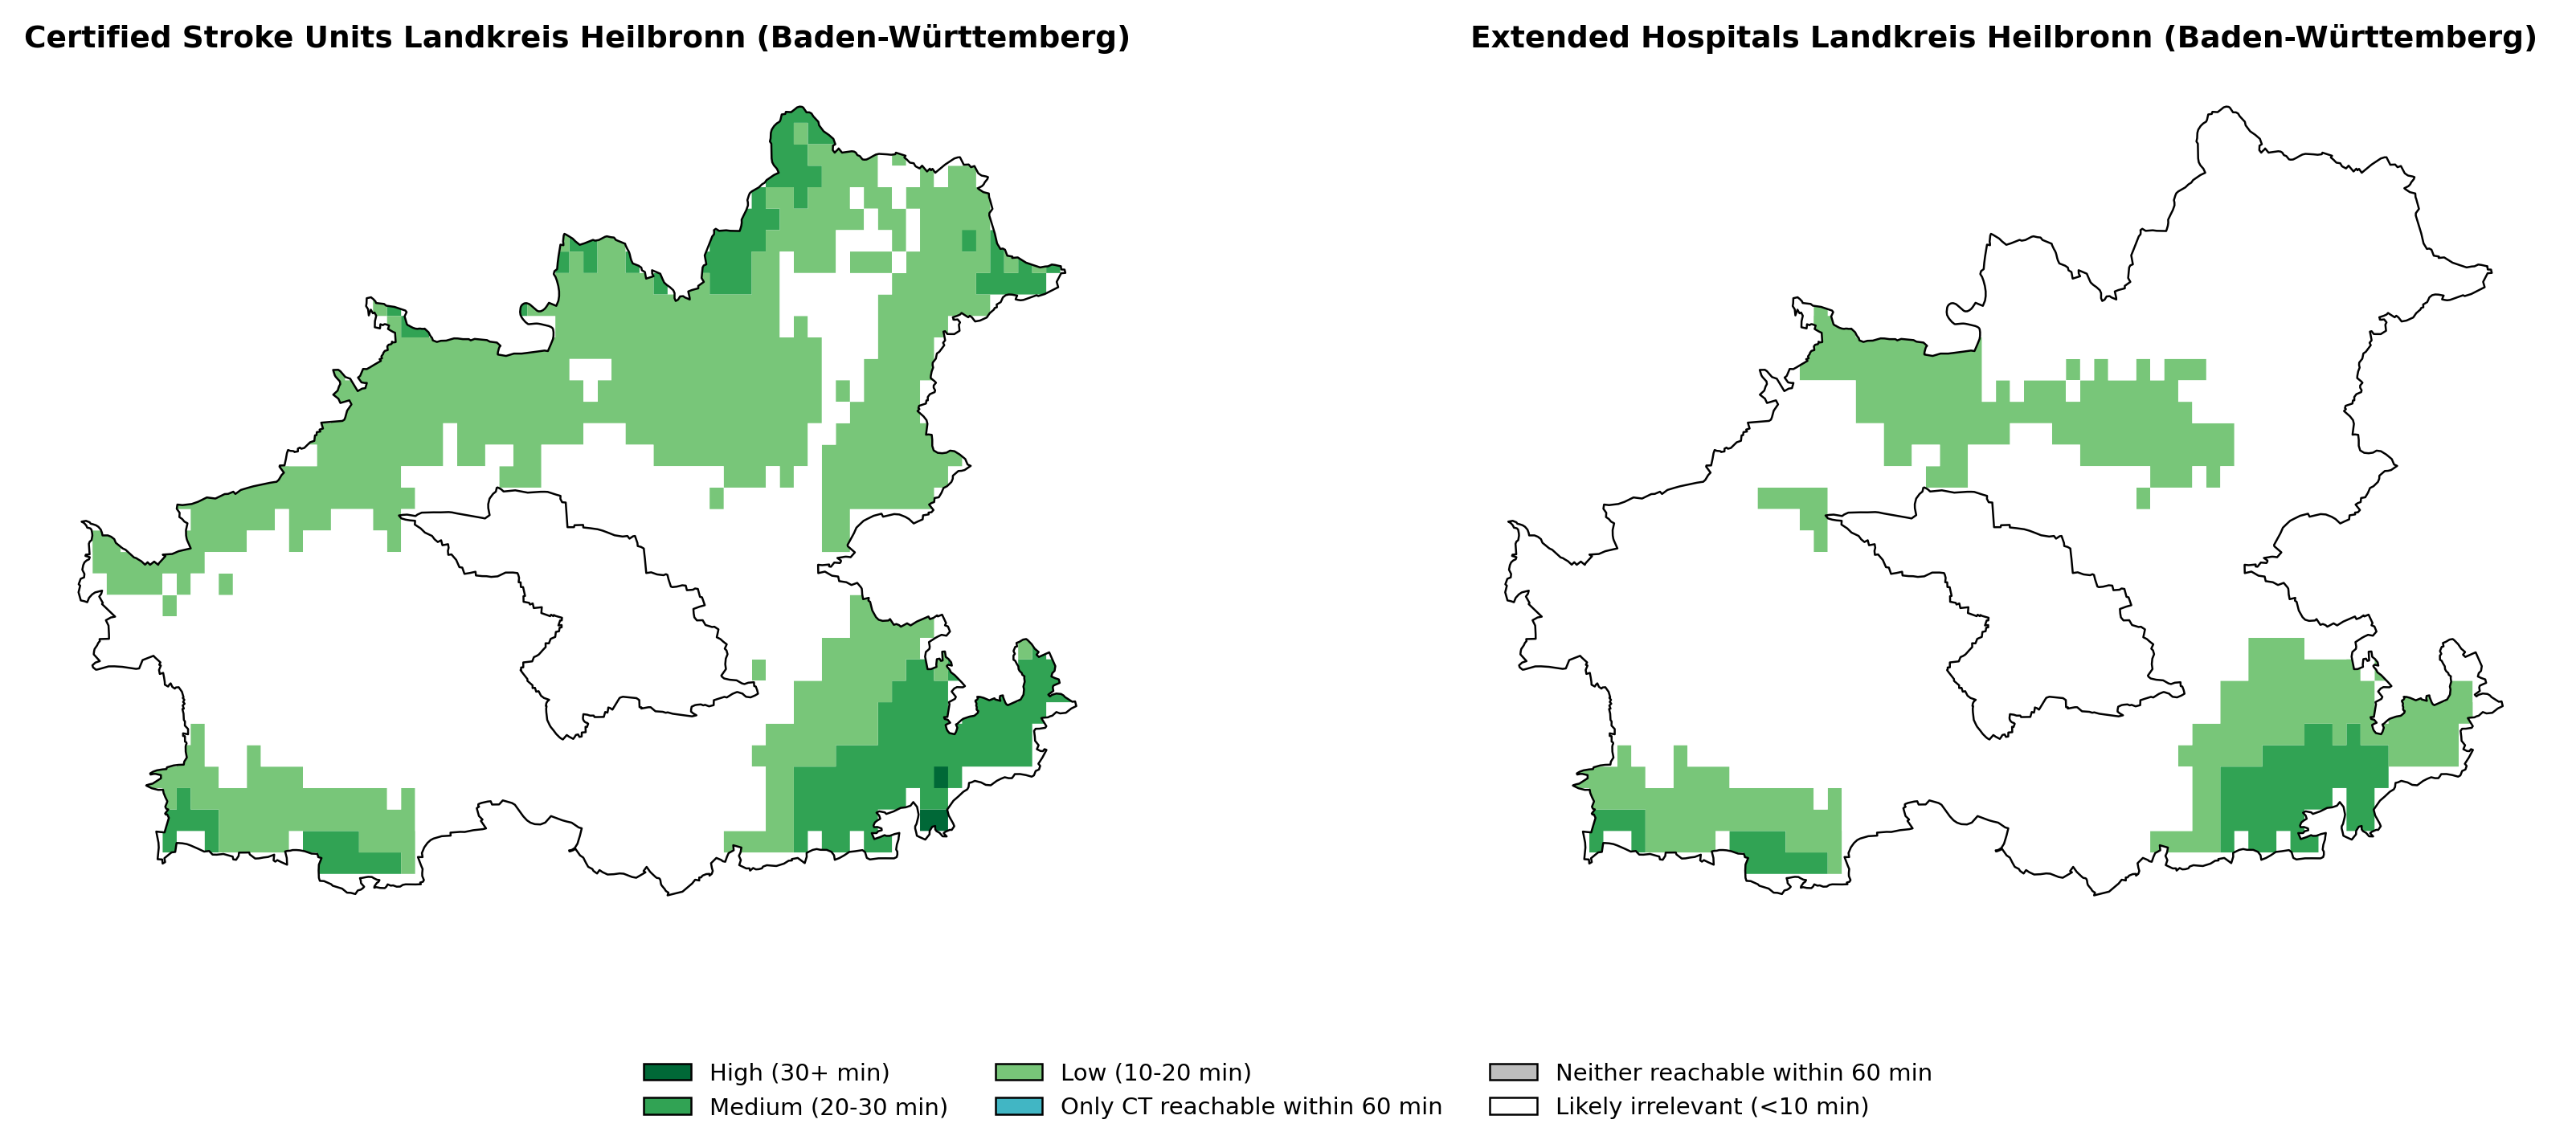 Certified Stroke Units Landkreis Heilbronn (Baden-Württemberg)
Extended Hospitals Landkreis Heilbronn (Baden-Württemberg)
High (30+ min)
Medium (20-30 min)
Low (10-20 min)
Only CT reachable within 60 min
Neither reachable within 60 min
Likely irrelevant (<10 min)